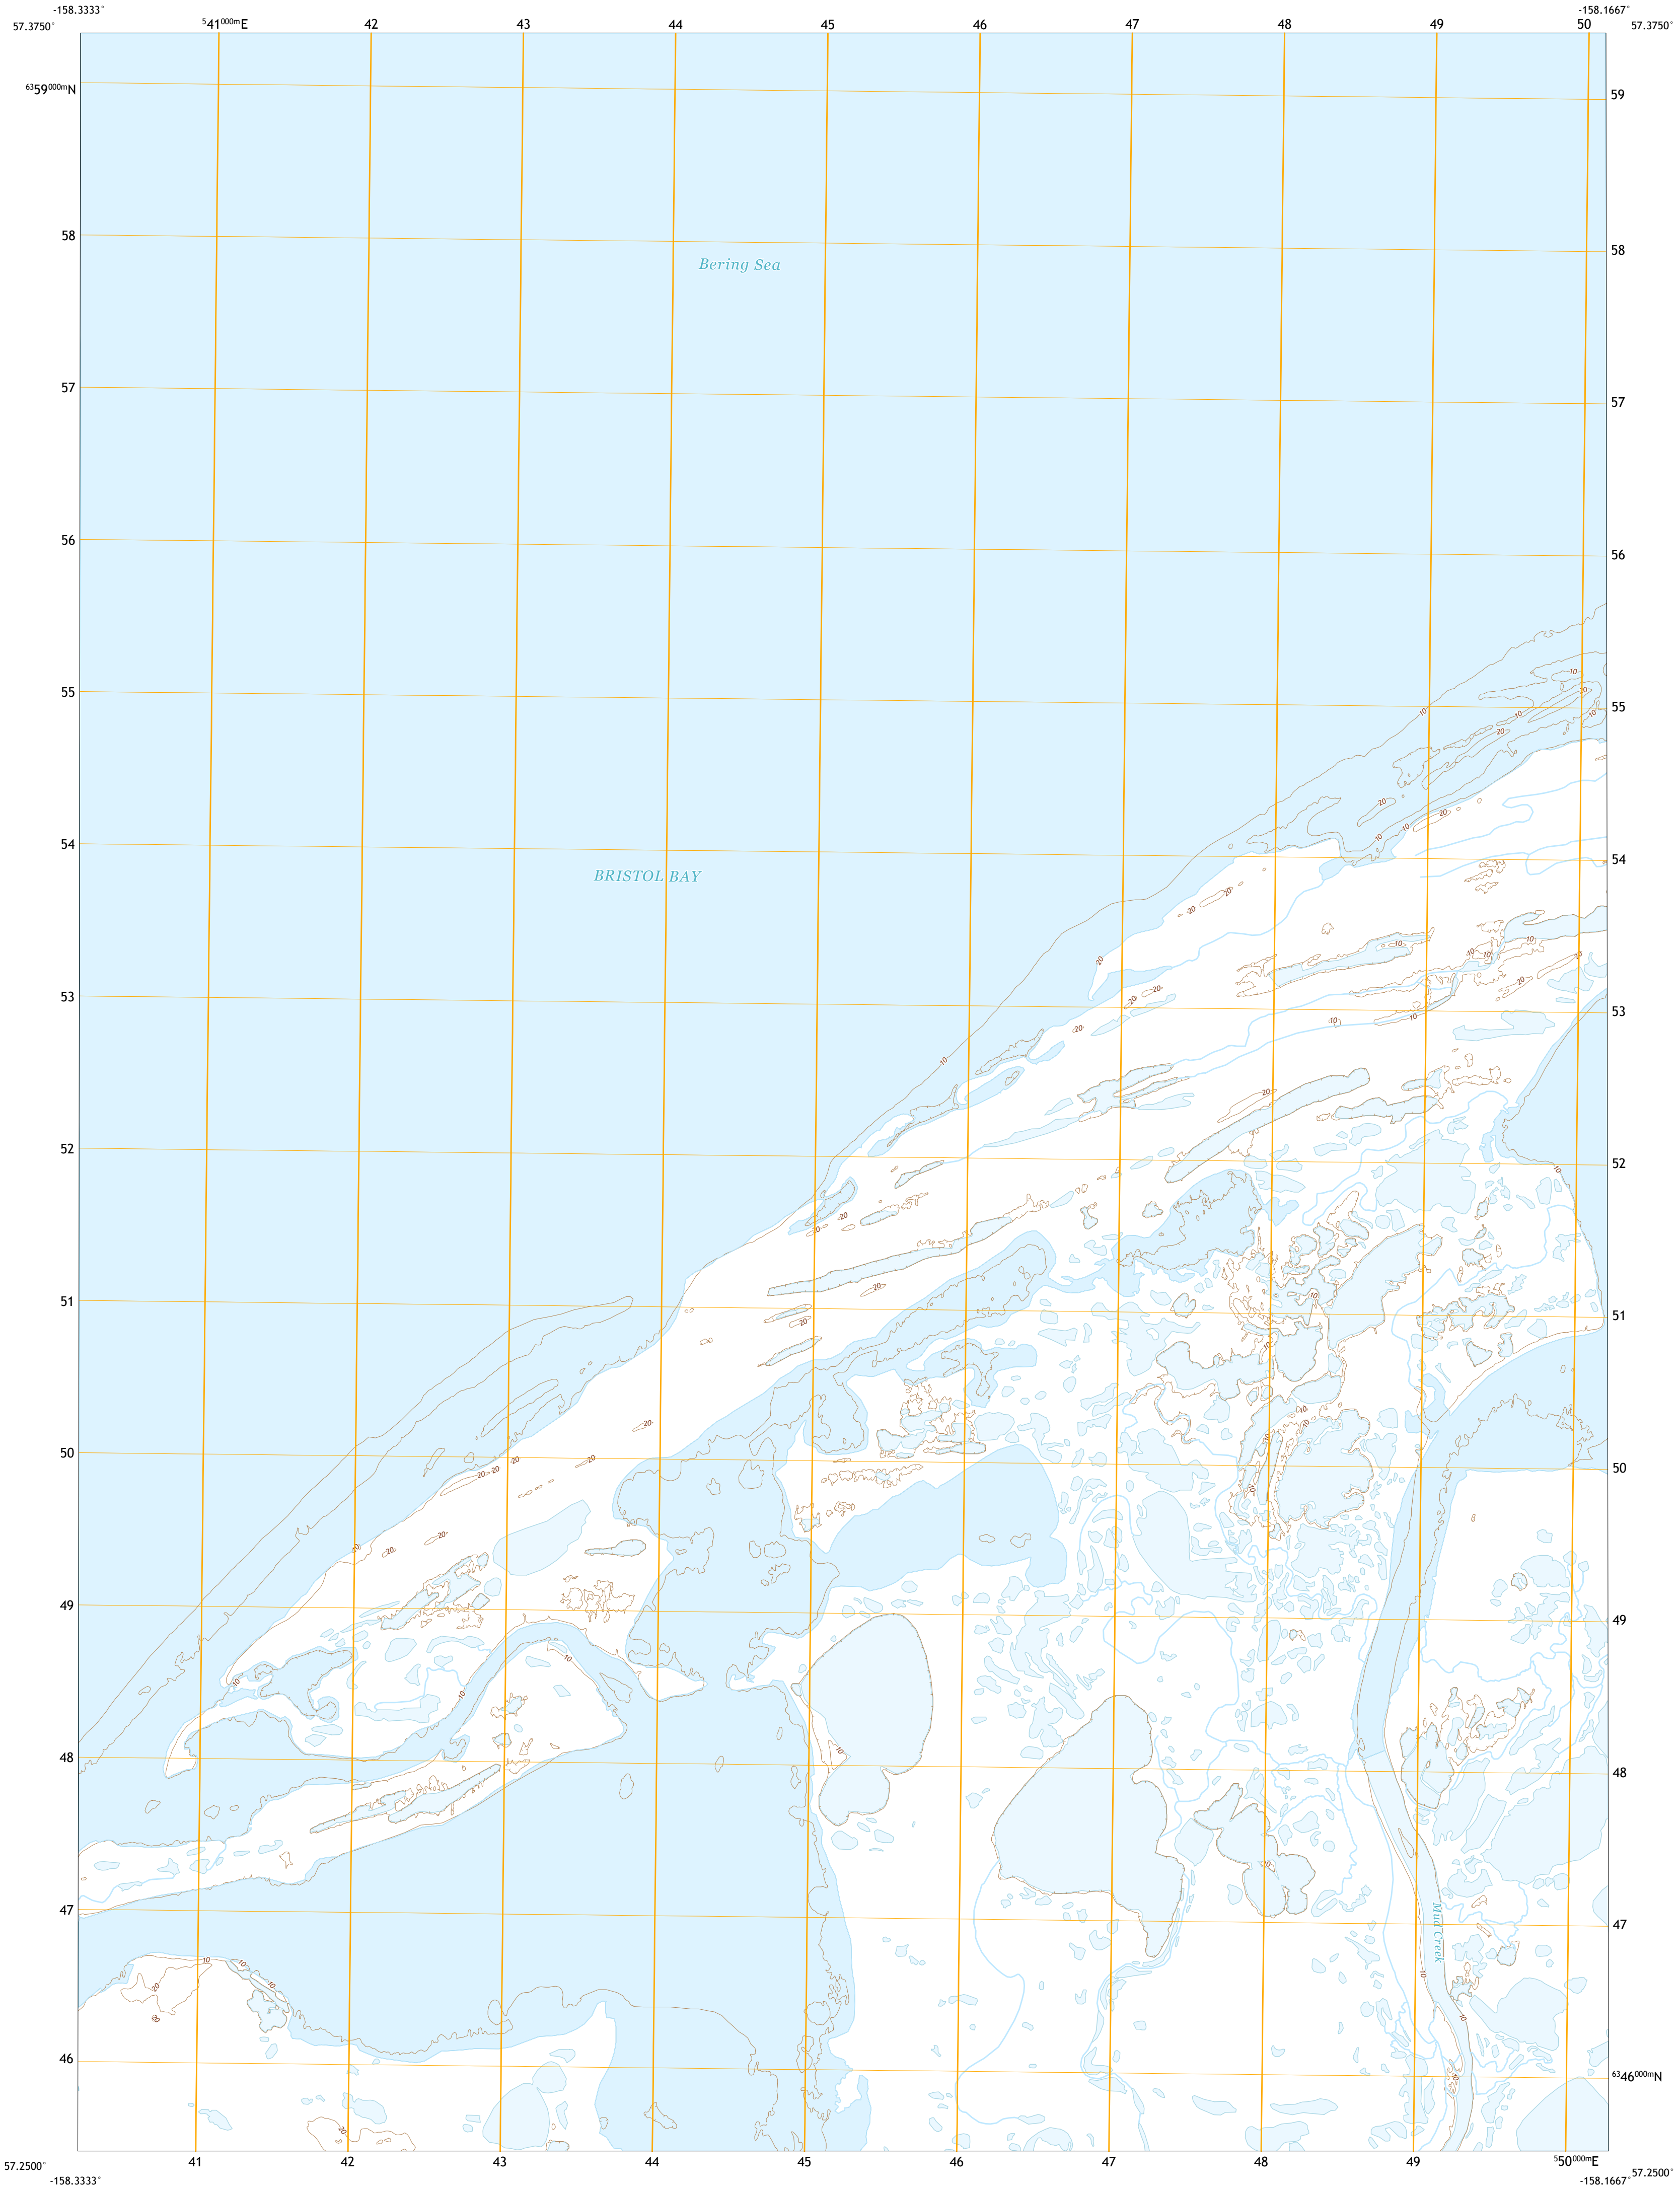 -158.3333° -158.1667°
57.3750° ⁵41⁰⁰⁰ᵐE 42 43 44 45 46 47 48 49 50 57.3750°
⁶³59⁰⁰⁰ᵐN 59
58 58
Bering Sea
57 57
56 56
55 55
54 54
BRISTOL BAY
53 53
52 52
51 51
50 50
49 49
48 48
47 47
Mud Creek
46 ⁶³46⁰⁰⁰ᵐN
57.2500° 41 42 43 44 45 46 47 48 49 ⁵50⁰⁰⁰ᵐE 57.2500°
-158.3333° -158.1667°